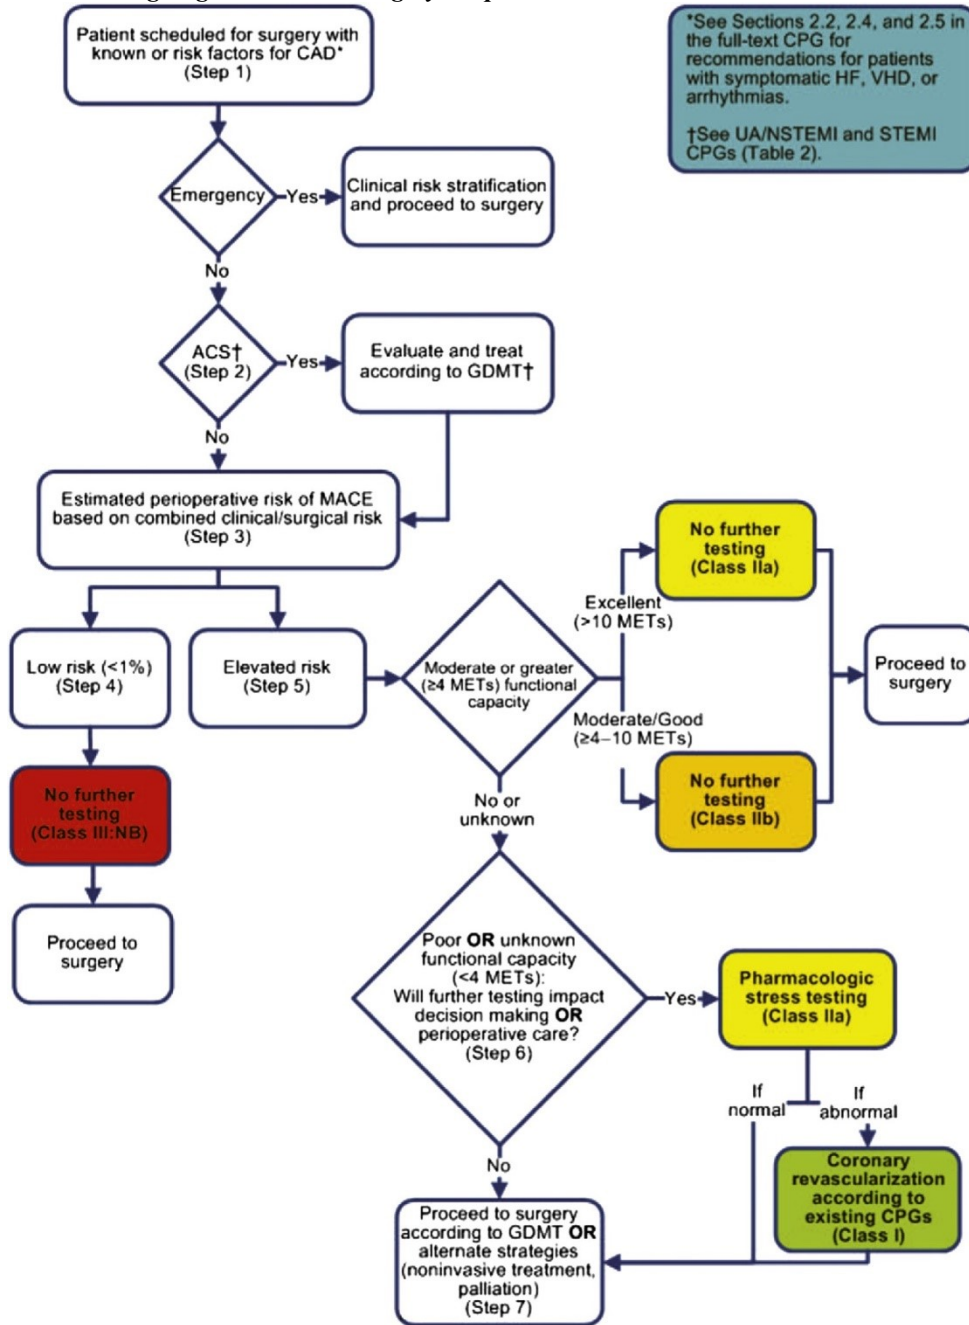 Patient scheduled for surgery with
known or risk factors for CAD*
(Step 1)
*See Sections 2.2, 2.4, and 2.5 in
the full-text CPG for
recommendations for patients
with symptomatic HF, VHD, or
arrhythmias.
†See UA/NSTEMI and STEMI
CPGs (Table 2).
Emergency
Yes
Clinical risk stratification
and proceed to surgery
No
ACS†
(Step 2)
Yes
Evaluate and treat
according to GDMT†
No
Estimated perioperative risk of MACE
based on combined clinical/surgical risk
(Step 3)
Low risk (<1%)
(Step 4)
Elevated risk
(Step 5)
Moderate or greater
(≥4 METs) functional
capacity
Excellent
(>10 METs)
No further
testing
(Class IIa)
Moderate/Good
(≥4–10 METs)
No further
testing
(Class IIb)
Proceed to
surgery
No further
testing
(Class III:NB)
Proceed to
surgery
No or
unknown
Poor OR unknown
functional capacity
(<4 METs):
Will further testing impact
decision making OR
perioperative care?
(Step 6)
Yes
Pharmacologic
stress testing
(Class IIa)
If
normal
If
abnormal
Coronary
revascularization
according to
existing CPGs
(Class I)
No
Proceed to surgery
according to GDMT OR
alternate strategies
(noninvasive treatment,
palliation)
(Step 7)